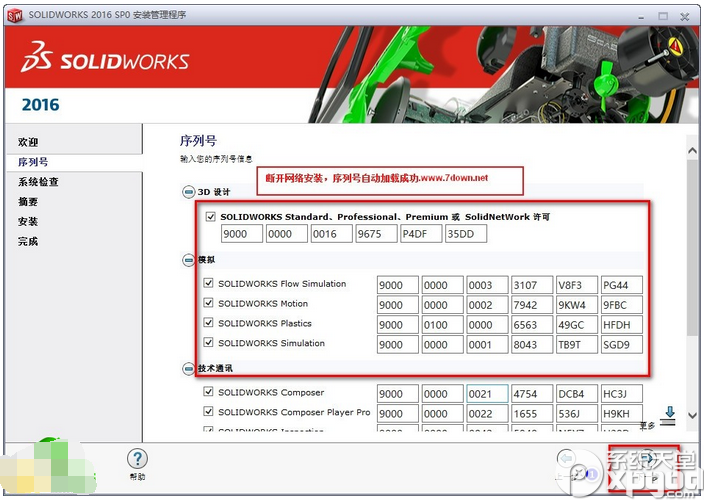 SOLIDWORKS 2016 SP0 安装管理程序
SOLIDWORKS
2016
欢迎
序列号
系统检查
摘要
安装
完成
序列号
输入您的序列号信息
断开网络安装，序列号自动加载成功.www.7down.net
3D 设计
SOLIDWORKS Standard、Professional、Premium 或 SolidNetWork 许可
9000 0000 0016 9675 P4DF 35DD
模拟
SOLIDWORKS Flow Simulation 9000 0000 0003 3107 V8F3 PG44
SOLIDWORKS Motion 9000 0000 0002 7942 9KW4 9FBC
SOLIDWORKS Plastics 9000 0100 0000 6563 49GC HFDH
SOLIDWORKS Simulation 9000 0000 0001 8043 TB9T SGD9
技术通讯
SOLIDWORKS Composer 9000 0000 0021 4754 DCB4 HC3J
SOLIDWORKS Composer Player Pro 9000 0000 0022 1655 536J H9KH
SOLIDWORKS Inspection
更多
帮助
系统天堂